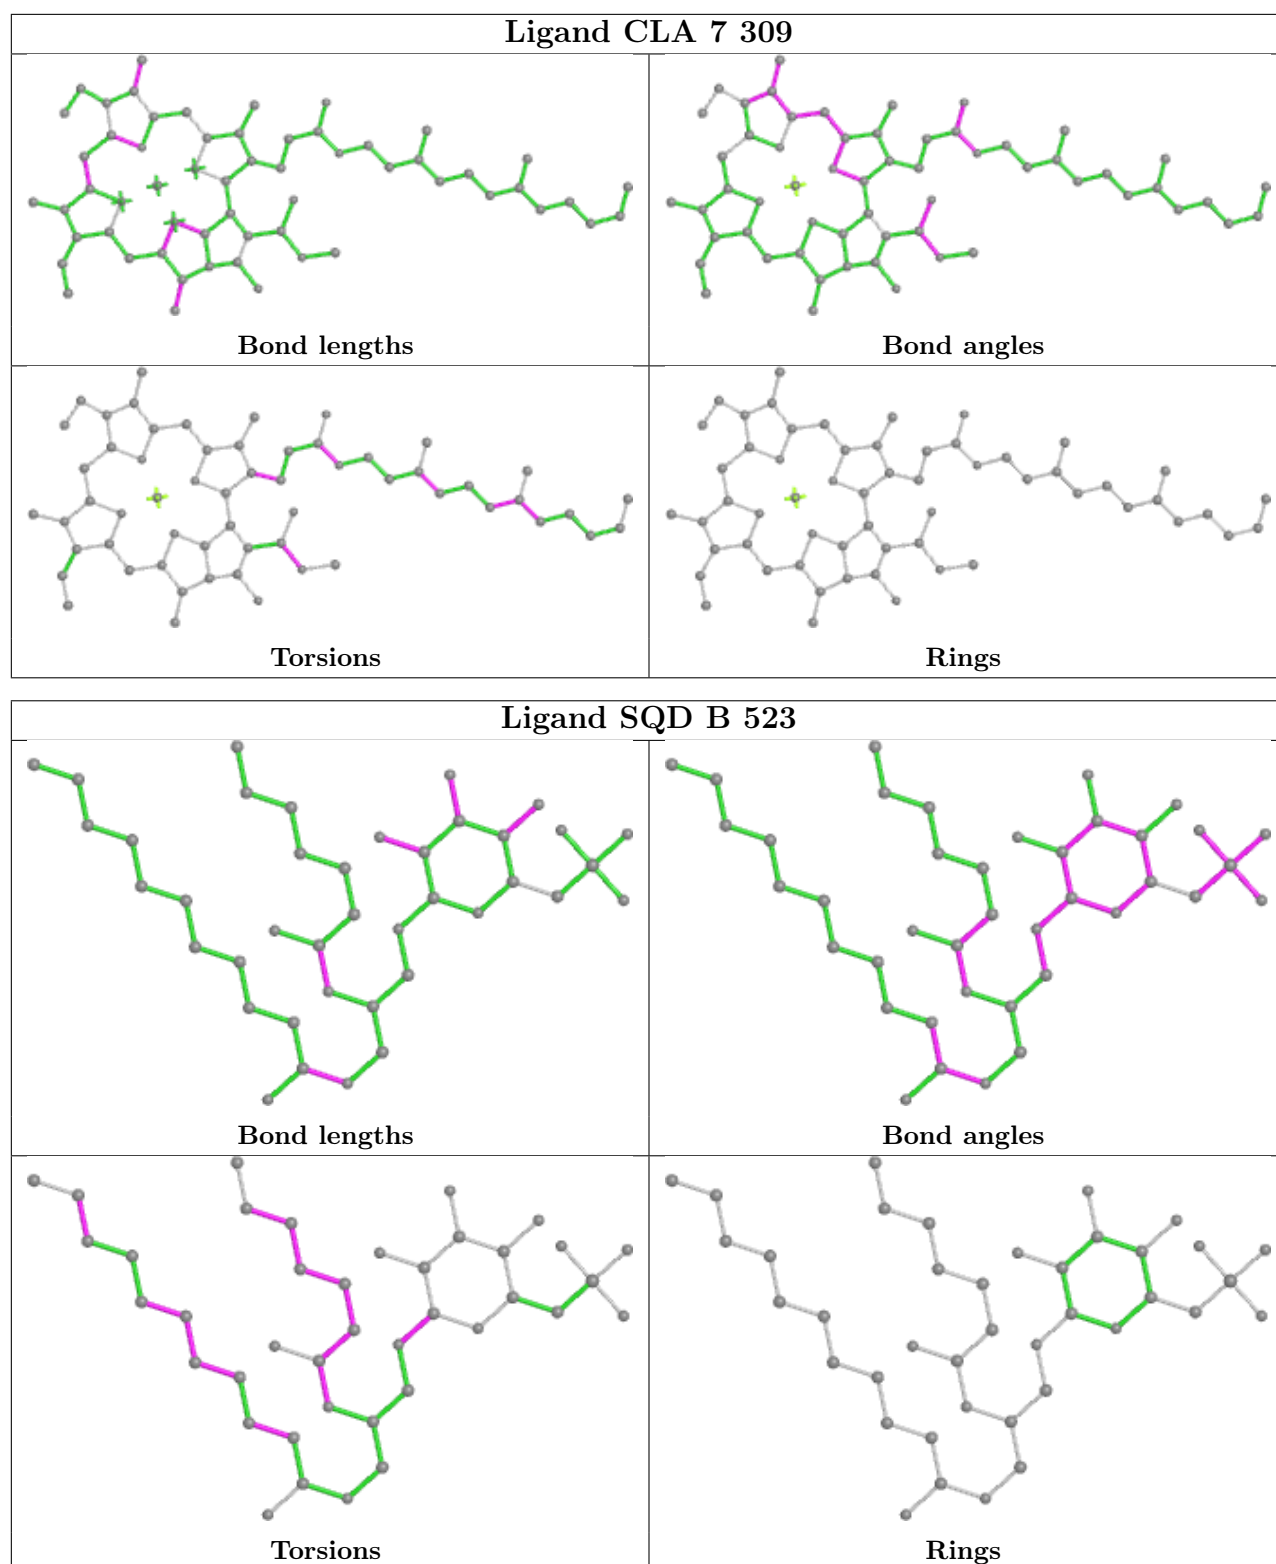 Ligand CLA 7 309
Bond lengths
Bond angles
Torsions
Rings
Ligand SQD B 523
Bond lengths
Bond angles
Torsions
Rings